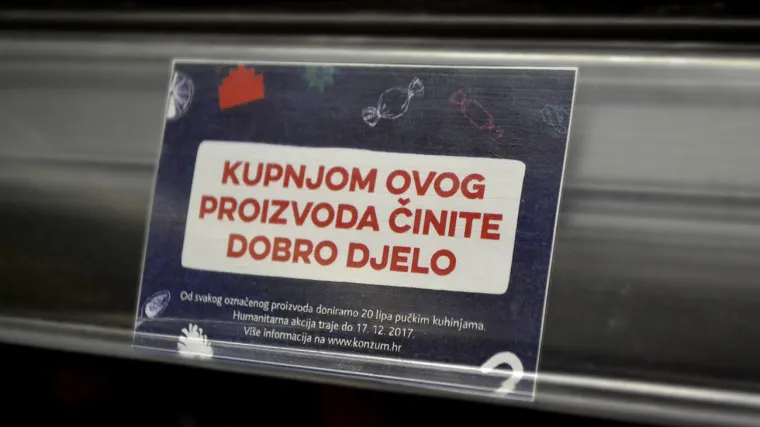 KUPNJOM OVOG
PROIZVODA ČINITE
DOBRO DJELO
Od svakog označenog proizvoda doniramo 20 lipa pučkim kuhinjama.
Humanitarna akcija traje do 17. 12. 2017.
Više informacija na www.konzum.hr